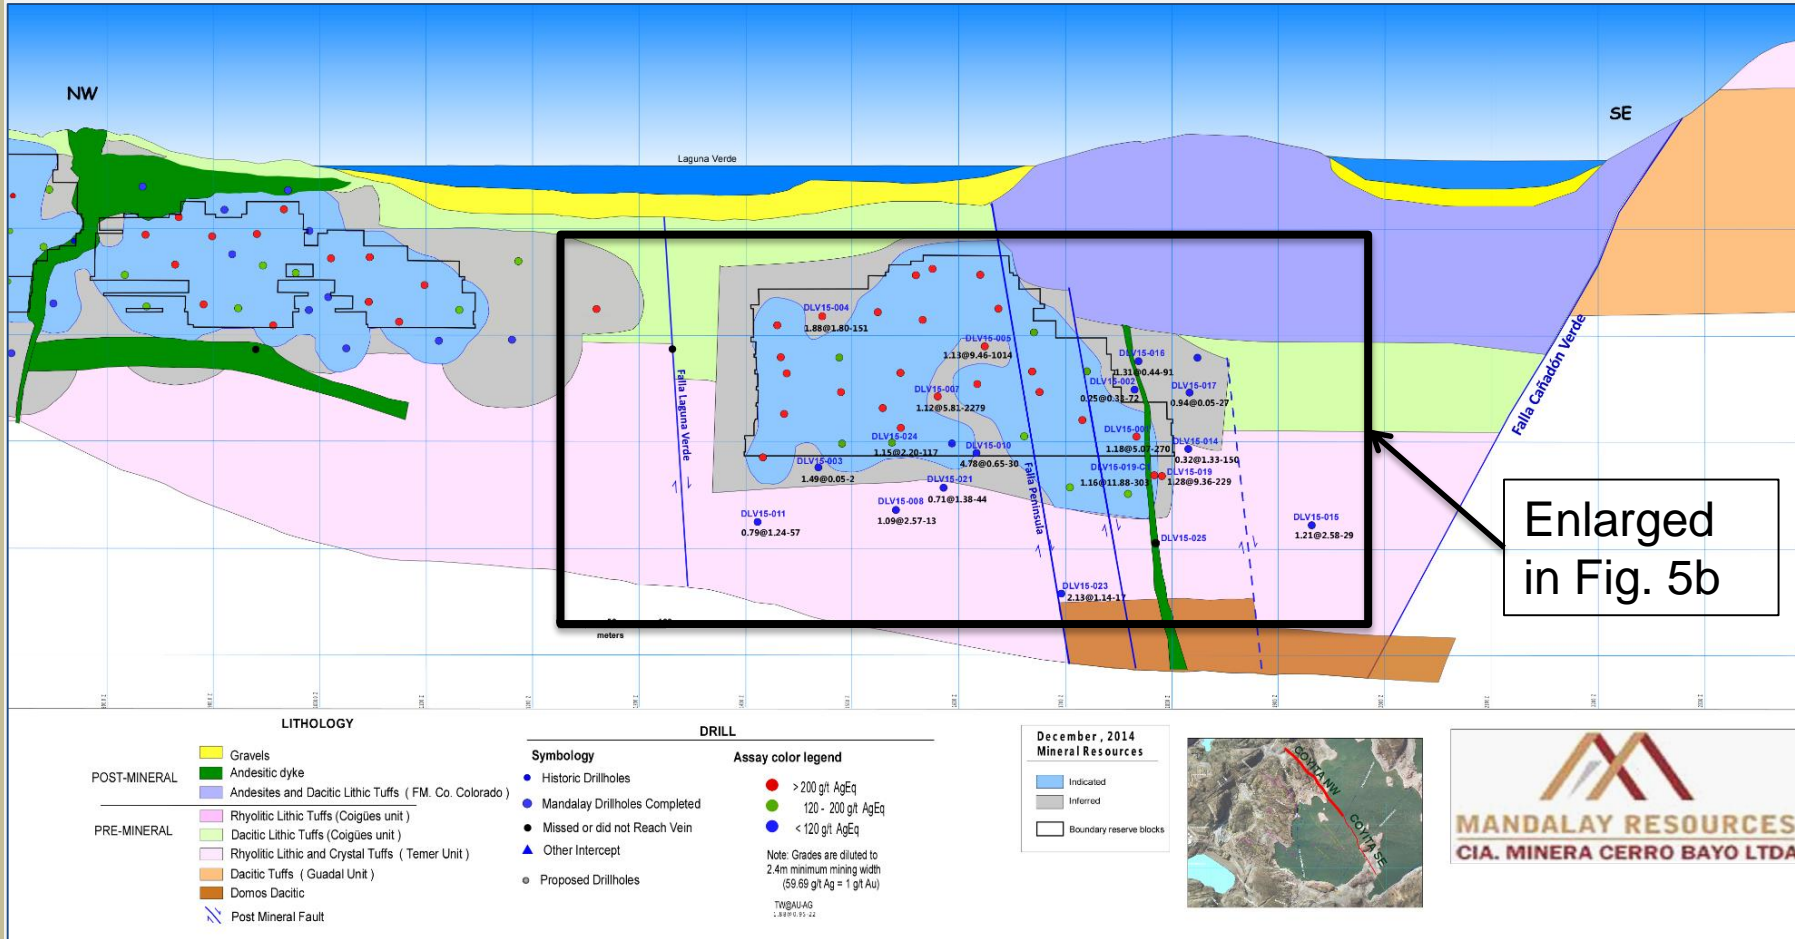 NW
SE
Laguna Verde
DLV15-004
1.88@1.80-151
DLV15-005
1.13@9.46-1014
DLV15-016
1.31@0.44-91
DLV15-002
0.25@0.31-72
DLV15-017
0.94@0.05-27
DLV15-007
1.12@5.81-2279
DLV15-024
1.15@2.20-117
DLV15-010
4.78@0.65-30
1.18@5.07-270
DLV15-014
0.32@1.33-150
DLV15-003
1.49@0.05-2
DLV15-019
1.16@11.88-303
1.28@9.36-229
DLV15-021
0.71@1.38-44
DLV15-008
1.09@2.57-13
DLV15-011
0.79@1.24-57
DLV15-015
1.21@2.58-29
DLV15-025
DLV15-023
2.13@1.14-17
Falla Laguna Verde
Falla Peninsula
Falla Cañadón Verde
Enlarged
in Fig. 5b
meters
LITHOLOGY
POST-MINERAL
Gravels
Andesitic dyke
Andesites and Dacitic Lithic Tuffs ( FM. Co. Colorado )
PRE-MINERAL
Rhyolitic Lithic Tuffs (Coigües unit )
Dacitic Lithic Tuffs (Coigües unit )
Rhyolitic Lithic and Crystal Tuffs ( Temer Unit )
Dacitic Tuffs ( Guadal Unit )
Domos Dacitic
Post Mineral Fault
DRILL
Symbology
Historic Drillholes
Mandalay Drillholes Completed
Missed or did not Reach Vein
Other Intercept
Proposed Drillholes
Assay color legend
> 200 g/t AgEq
120 - 200 g/t AgEq
< 120 g/t AgEq
Note: Grades are diluted to
2.4m minimum mining width
(59.69 g/t Ag = 1 g/t Au)
TW@AU-AG
December , 2014
Mineral Resources
Indicated
Inferred
Boundary reserve blocks
COYITA NW
COYITA SE
MANDALAY RESOURCES
CIA. MINERA CERRO BAYO LTDA